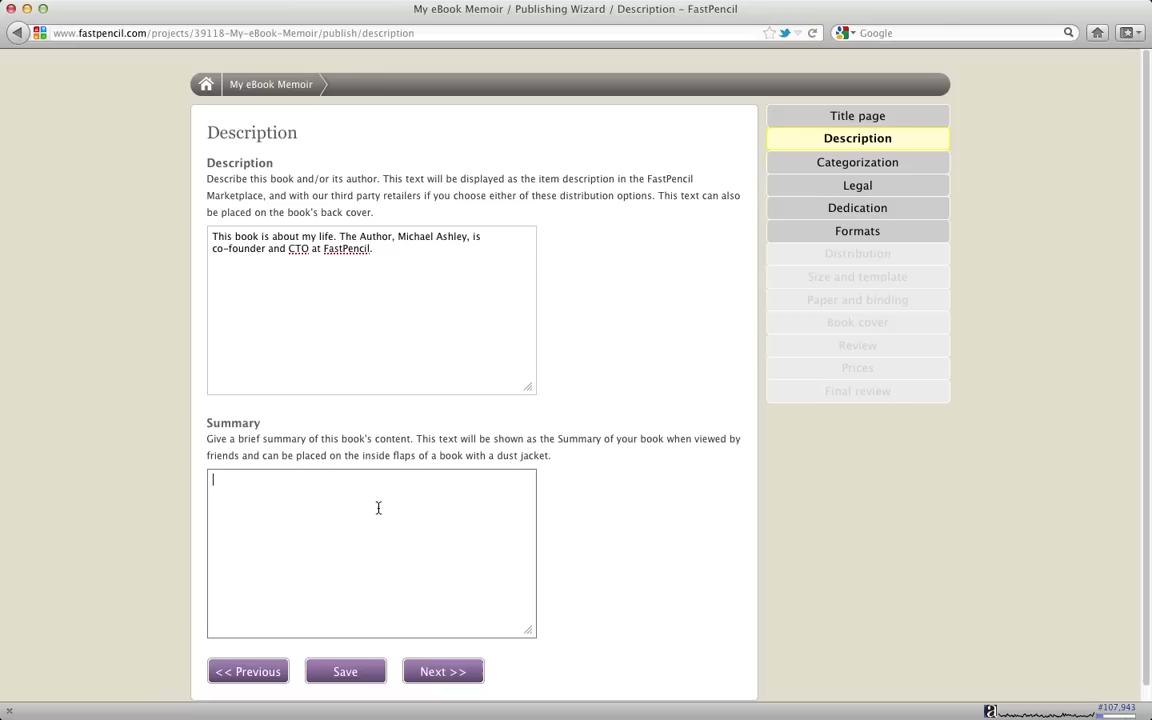 My eBook Memoir / Publishing Wizard / Description – FastPencil
www.fastpencil.com/projects/39118-My-eBook-Memoir/publish/description
Google
My eBook Memoir
Description
Description
Describe this book and/or its author. This text will be displayed as the item description in the FastPencil
Marketplace, and with our third party retailers if you choose either of these distribution options. This text can also
be placed on the book's back cover.
This book is about my life. The Author, Michael Ashley, is
co-founder and CTO at FastPencil.
Summary
Give a brief summary of this book's content. This text will be shown as the Summary of your book when viewed by
friends and can be placed on the inside flaps of a book with a dust jacket.
<< Previous
Save
Next >>
Title page
Description
Categorization
Legal
Dedication
Formats
Distribution
Size and template
Paper and binding
Book cover
Review
Prices
Final review
#107,943